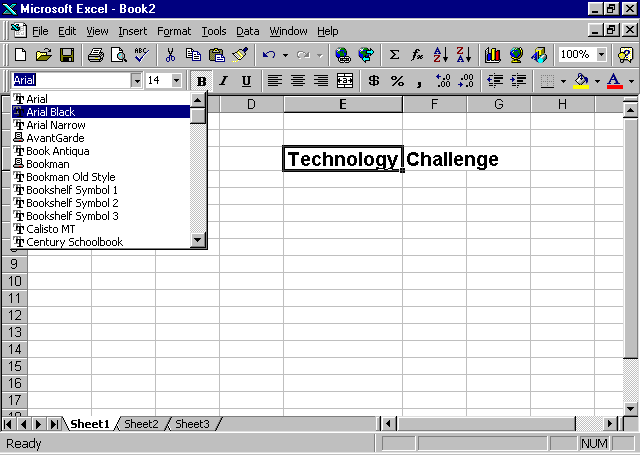 Microsoft Excel - Book2
File Edit View Insert Format Tools Data Window Help
100%
Arial 14 B I U $ % ,
D E F G H
Arial
Arial Black
Arial Narrow
AvantGarde
Book Antiqua
Bookman
Bookman Old Style
Bookshelf Symbol 1
Bookshelf Symbol 2
Bookshelf Symbol 3
Calisto MT
Century Schoolbook
Technology Challenge
9
10
11
12
13
14
15
16
17
Sheet1 Sheet2 Sheet3
Ready NUM